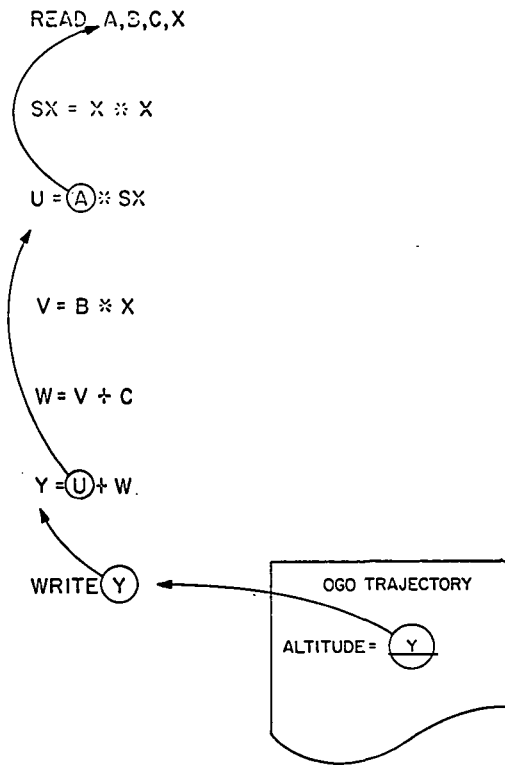 READ A,B,C,X
SX = X * X
U = A * SX
V = B * X
W = V + C
Y = U + W
WRITE Y
OGO TRAJECTORY
ALTITUDE = Y